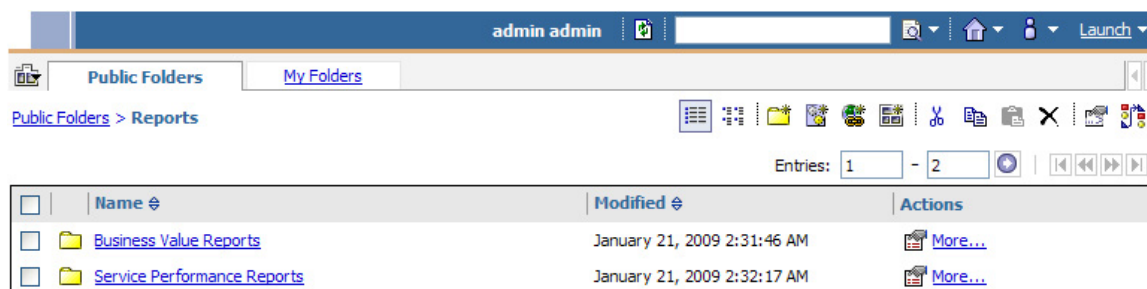 admin admin Launch
Public Folders My Folders
Public Folders > Reports
Entries: 1 - 2
Name Modified Actions
Business Value Reports January 21, 2009 2:31:46 AM More...
Service Performance Reports January 21, 2009 2:32:17 AM More...